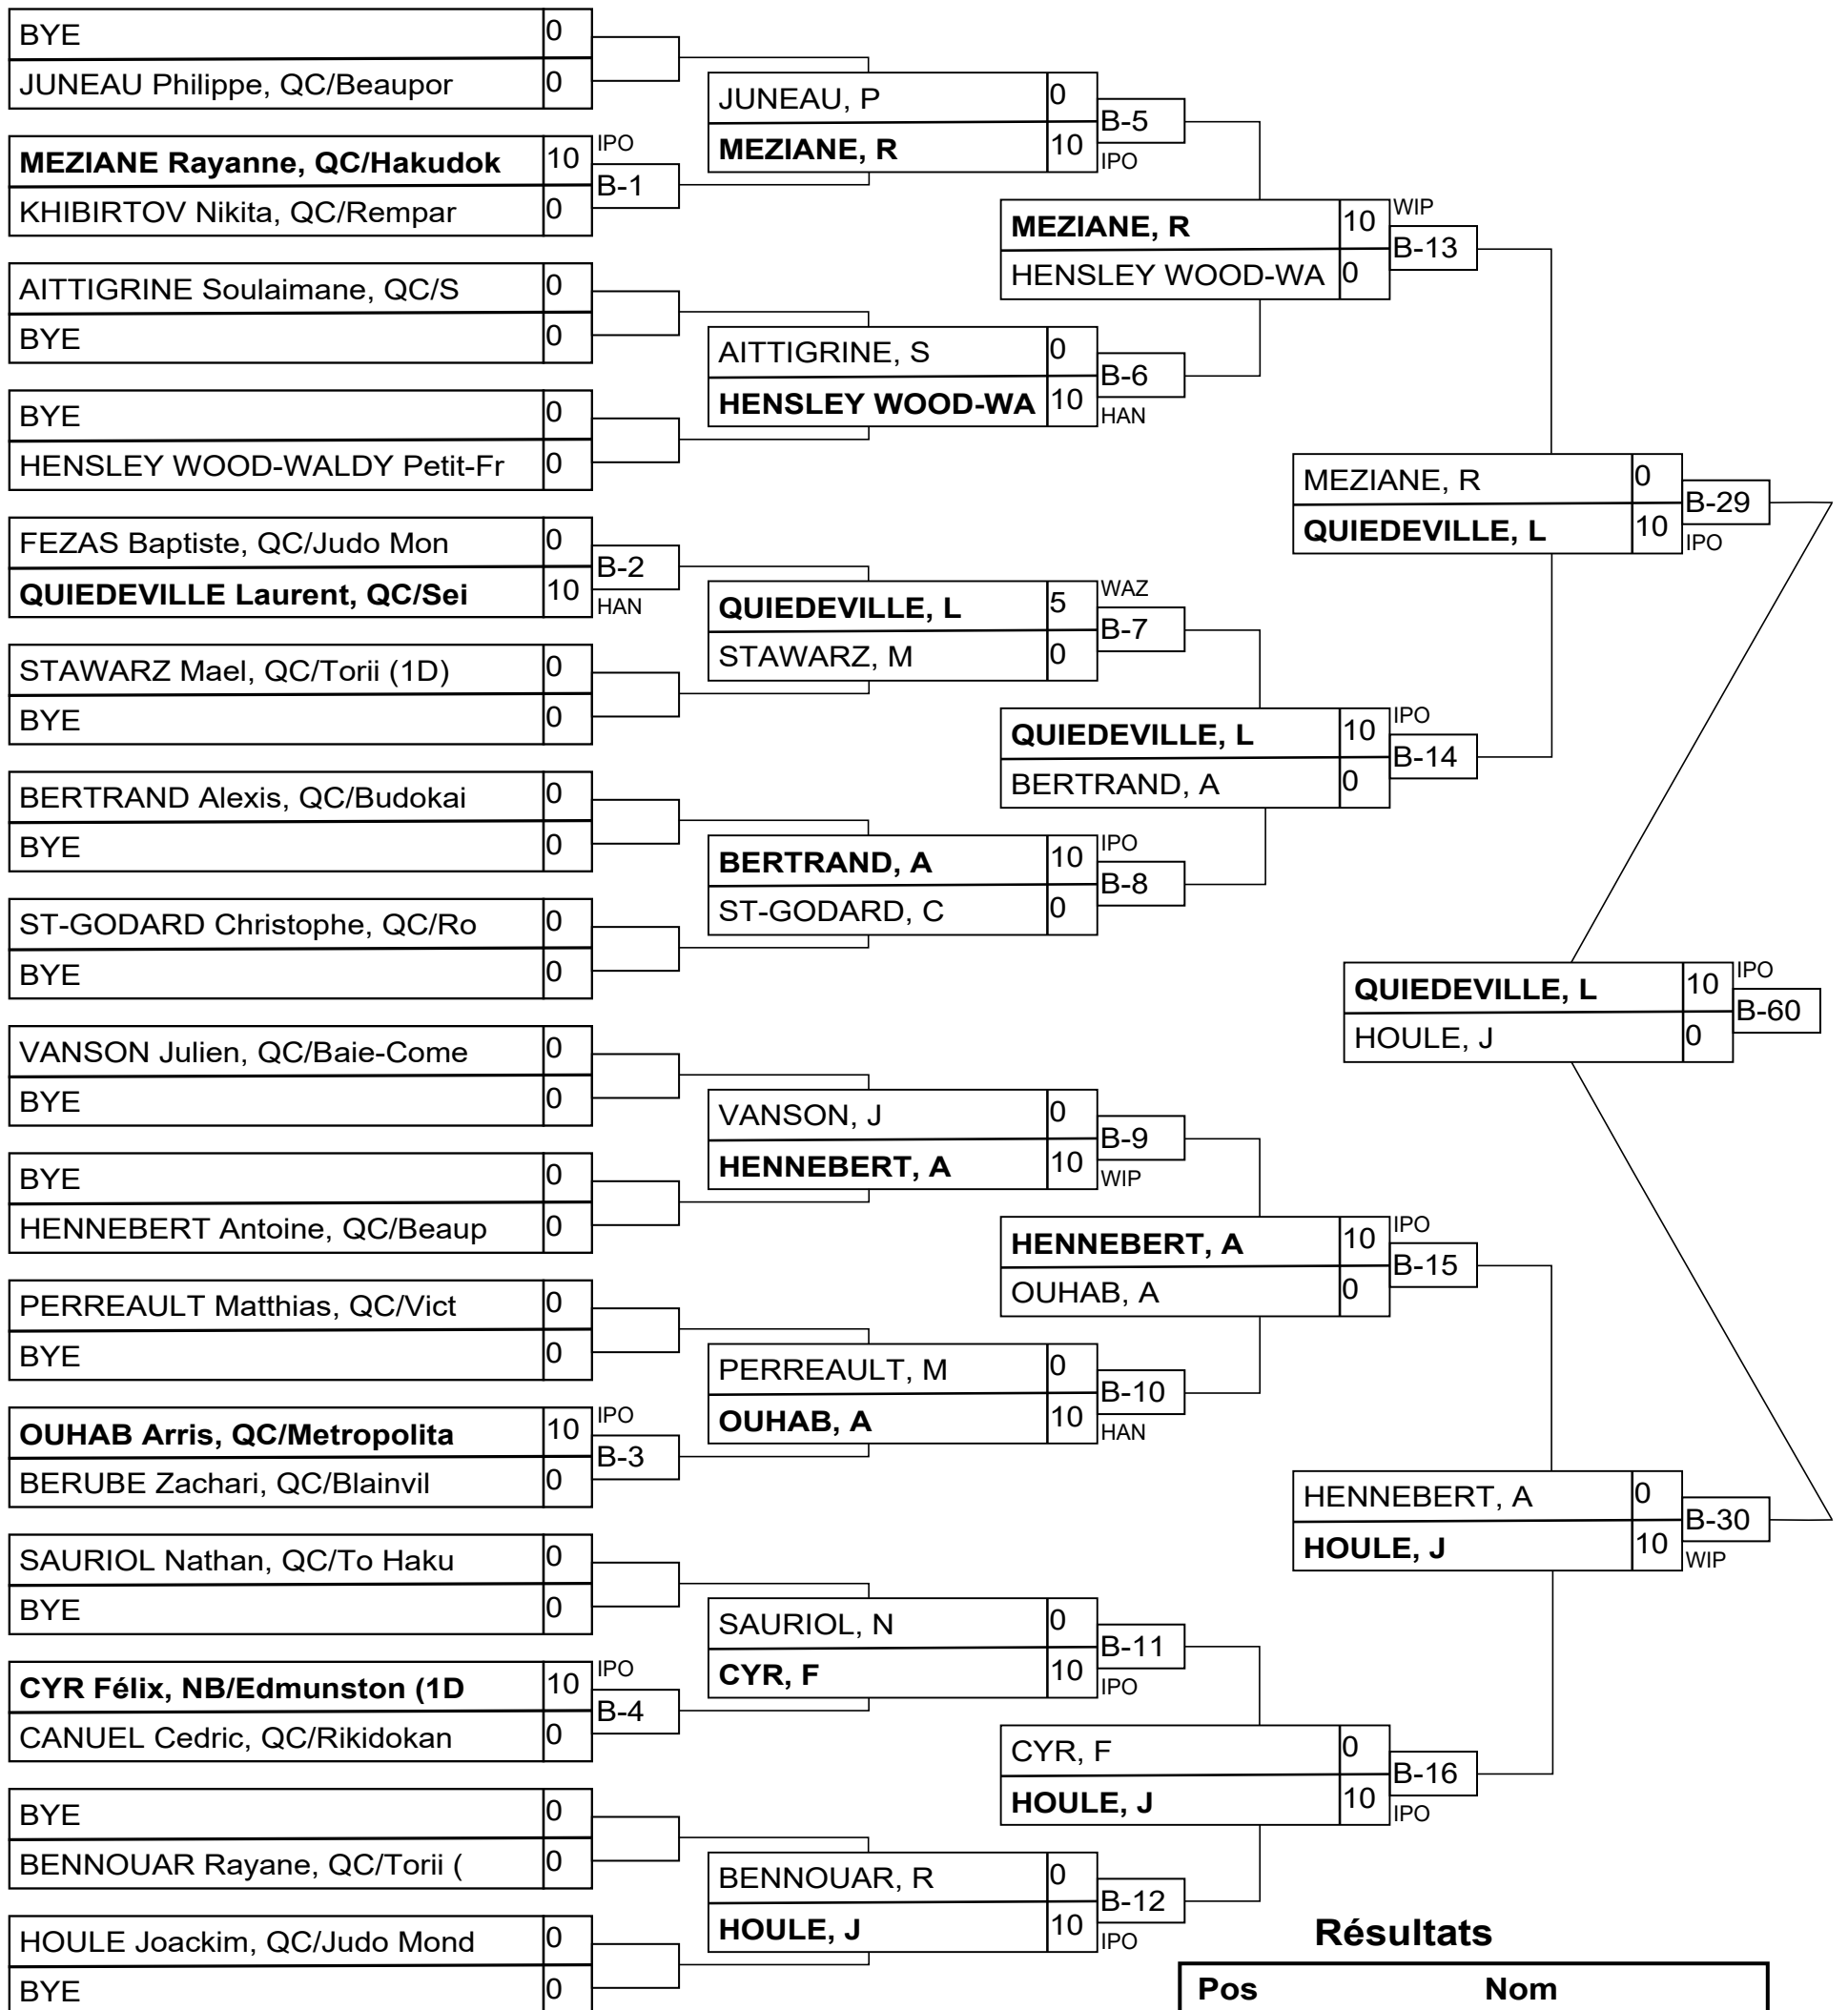 BYE 0
JUNEAU Philippe, QC/Beaupor 0
MEZIANE Rayanne, QC/Hakudok 10 IPO
B-1
KHIBIRTOV Nikita, QC/Rempar 0
AITTIGRINE Soulaimane, QC/S 0
BYE 0
BYE 0
HENSLEY WOOD-WALDY Petit-Fr 0
FEZAS Baptiste, QC/Judo Mon 0
B-2
QUIEDEVILLE Laurent, QC/Sei 10 HAN
STAWARZ Mael, QC/Torii (1D) 0
BYE 0
BERTRAND Alexis, QC/Budokai 0
BYE 0
ST-GODARD Christophe, QC/Ro 0
BYE 0
VANSON Julien, QC/Baie-Come 0
BYE 0
BYE 0
HENNEBERT Antoine, QC/Beaup 0
PERREAULT Matthias, QC/Vict 0
BYE 0
OUHAB Arris, QC/Metropolita 10 IPO
B-3
BERUBE Zachari, QC/Blainvil 0
SAURIOL Nathan, QC/To Haku 0
BYE 0
CYR Félix, NB/Edmunston (1D 10 IPO
B-4
CANUEL Cedric, QC/Rikidokan 0
BYE 0
BENNOUAR Rayane, QC/Torii ( 0
HOULE Joackim, QC/Judo Mond 0
BYE 0
JUNEAU, P 0
B-5
MEZIANE, R 10 IPO
AITTIGRINE, S 0
B-6
HENSLEY WOOD-WA 10 HAN
QUIEDEVILLE, L 5 WAZ
B-7
STAWARZ, M 0
BERTRAND, A 10 IPO
B-8
ST-GODARD, C 0
VANSON, J 0
B-9
HENNEBERT, A 10 WIP
PERREAULT, M 0
B-10
OUHAB, A 10 HAN
SAURIOL, N 0
B-11
CYR, F 10 IPO
BENNOUAR, R 0
B-12
HOULE, J 10 IPO
MEZIANE, R 10 WIP
B-13
HENSLEY WOOD-WA 0
QUIEDEVILLE, L 10 IPO
B-14
BERTRAND, A 0
HENNEBERT, A 10 IPO
B-15
OUHAB, A 0
CYR, F 0
B-16
HOULE, J 10 IPO
MEZIANE, R 0
B-29
QUIEDEVILLE, L 10 IPO
HENNEBERT, A 0
B-30
HOULE, J 10 WIP
QUIEDEVILLE, L 10 IPO
B-60
HOULE, J 0
Résultats
Pos Nom